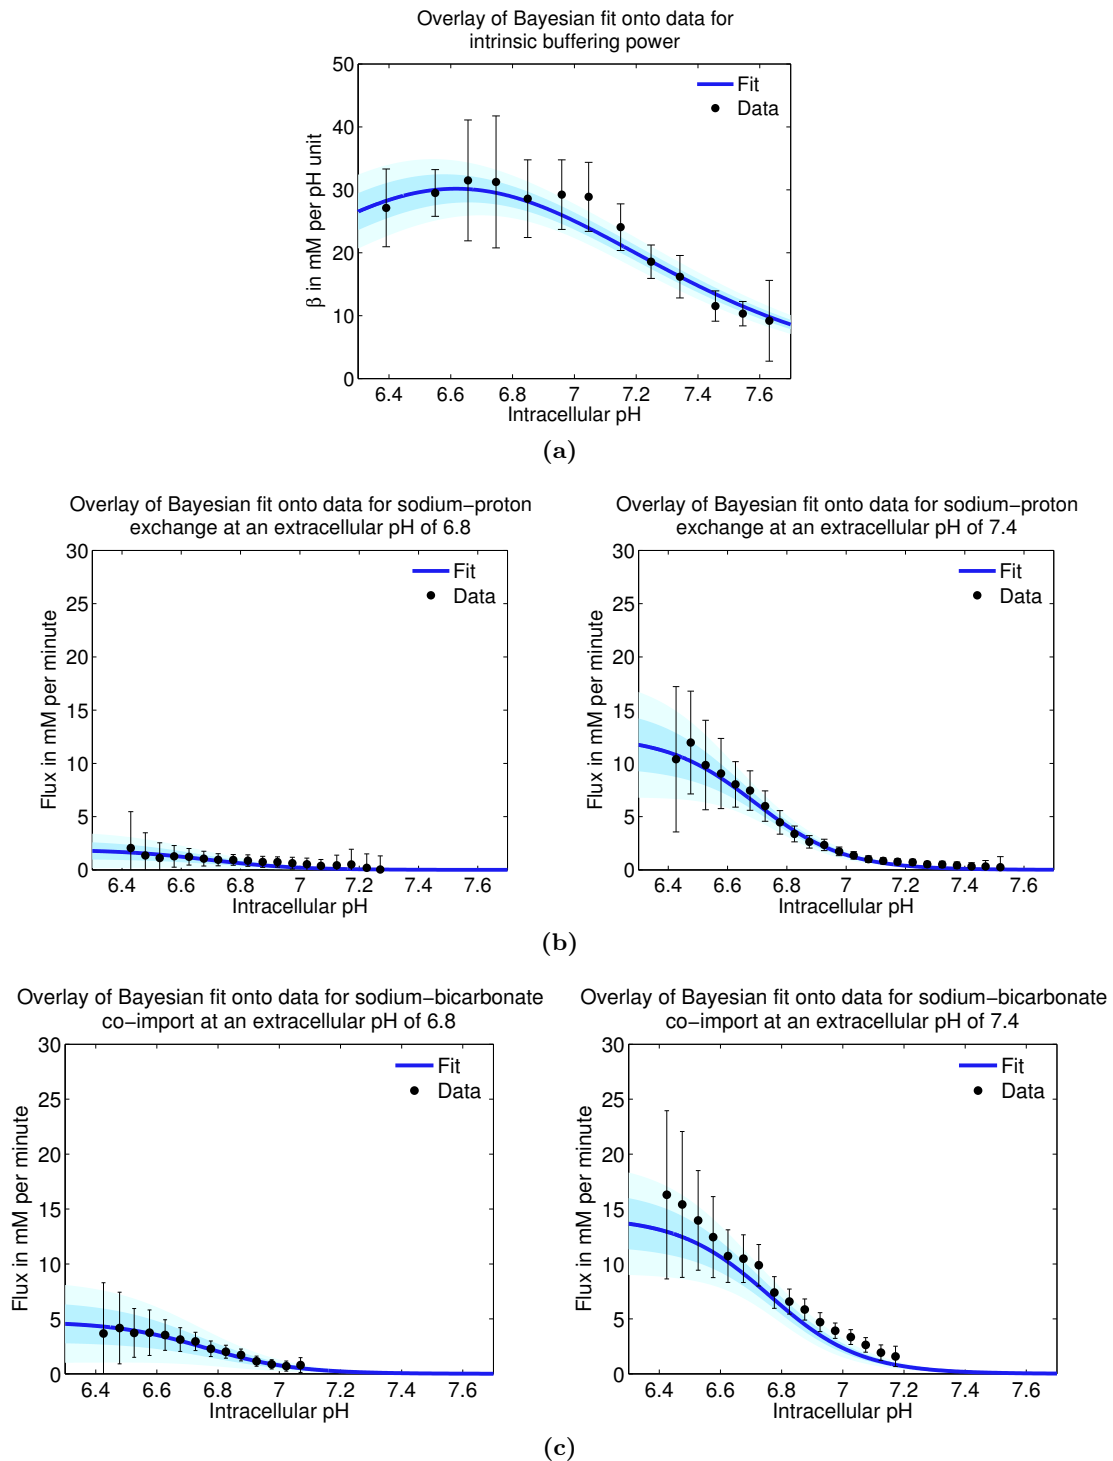 Overlay of Bayesian fit onto data for
intrinsic buffering power
50
40
30
20
10
0
β in mM per pH unit
Fit
Data
6.4 6.6 6.8 7 7.2 7.4 7.6
Intracellular pH
(a)
Overlay of Bayesian fit onto data for sodium−proton
exchange at an extracellular pH of 6.8
30
25
20
15
10
5
0
Flux in mM per minute
Fit
Data
6.4 6.6 6.8 7 7.2 7.4 7.6
Intracellular pH
Overlay of Bayesian fit onto data for sodium−proton
exchange at an extracellular pH of 7.4
30
25
20
15
10
5
0
Flux in mM per minute
Fit
Data
6.4 6.6 6.8 7 7.2 7.4 7.6
Intracellular pH
(b)
Overlay of Bayesian fit onto data for sodium−bicarbonate
co−import at an extracellular pH of 6.8
30
25
20
15
10
5
0
Flux in mM per minute
Fit
Data
6.4 6.6 6.8 7 7.2 7.4 7.6
Intracellular pH
Overlay of Bayesian fit onto data for sodium−bicarbonate
co−import at an extracellular pH of 7.4
30
25
20
15
10
5
0
Flux in mM per minute
Fit
Data
6.4 6.6 6.8 7 7.2 7.4 7.6
Intracellular pH
(c)